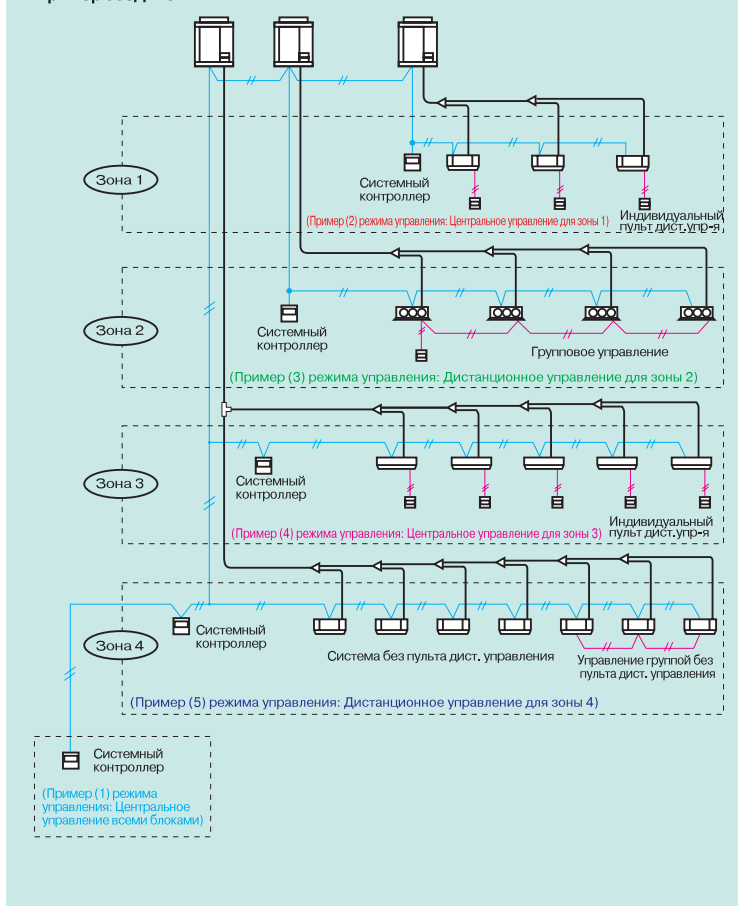 Зона 1
Системный
контроллер
(Пример (2) режима управления: Центральное управление для зоны 1)
Индивидуальный
пульт дист.упр-я
Зона 2
Системный
контроллер
Групповое управление
(Пример (3) режима управления: Дистанционное управление для зоны 2)
Зона 3
Системный
контроллер
(Пример (4) режима управления: Центральное управление для зоны 3)
Индивидуальный
пульт дист.упр-я
Зона 4
Системный
контроллер
Система без пульта дист. управления
Управление группой без
пульта дист. управления
(Пример (5) режима управления: Дистанционное управление для зоны 4)
Системный
контроллер
(Пример (1) режима
управления: Центральное
управление всеми блоками)